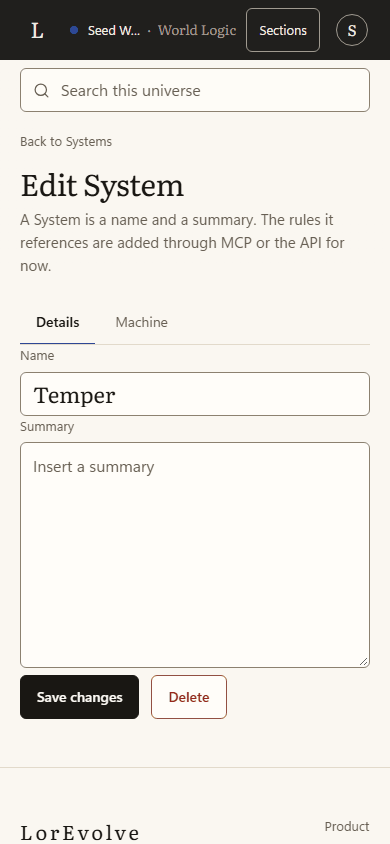 L
Seed W... · World Logic
Sections
S
Search this universe
Back to Systems
Edit System
A System is a name and a summary. The rules it
references are added through MCP or the API for
now.
Details
Machine
Name
Temper
Summary
Insert a summary
Save changes
Delete
LorEvolve
Product